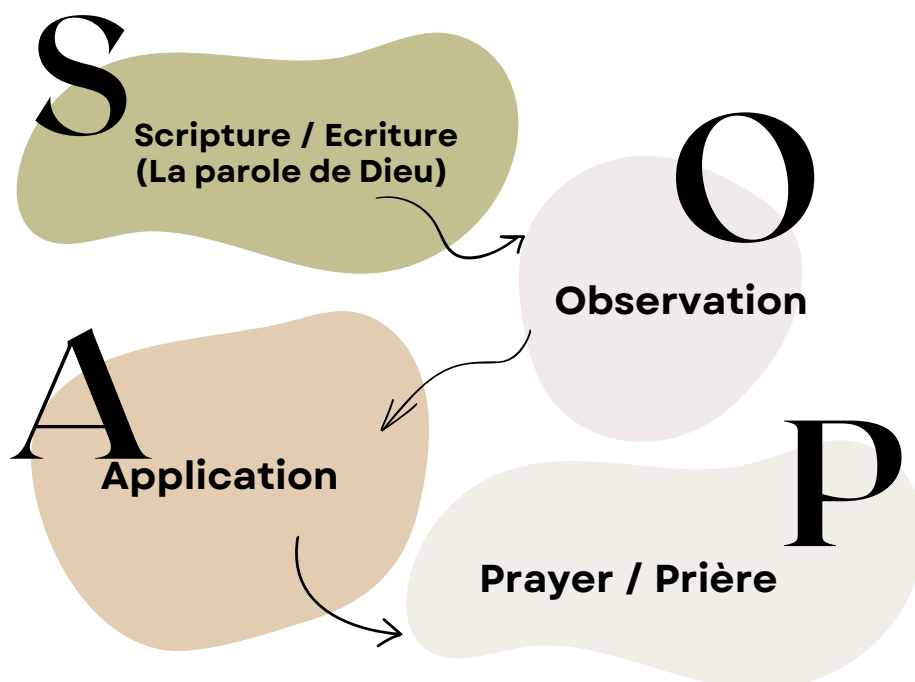 S
Scripture / Ecriture
(La parole de Dieu)
O
Observation
A
Application
P
Prayer / Prière